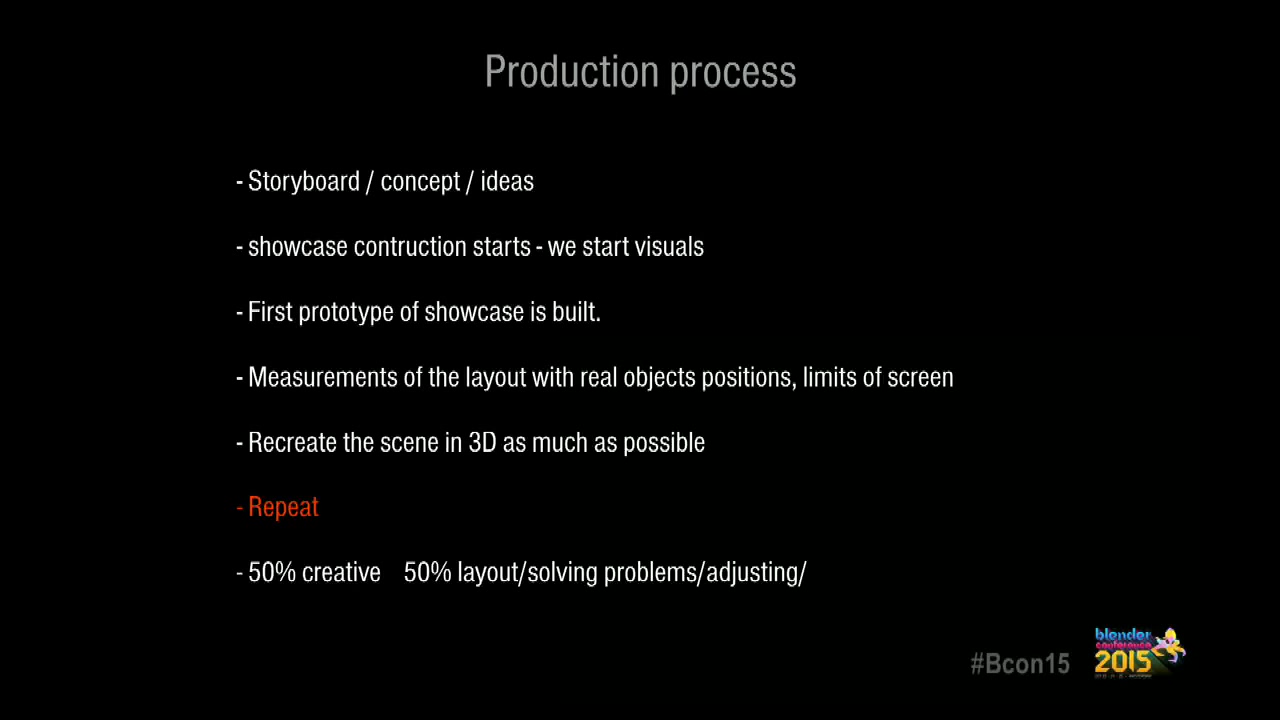 Production process
- Storyboard / concept / ideas
- showcase contruction starts - we start visuals
- First prototype of showcase is built.
- Measurements of the layout with real objects positions, limits of screen
- Recreate the scene in 3D as much as possible
- Repeat
- 50% creative    50% layout/solving problems/adjusting/
#Bcon15
blender
conference
2015